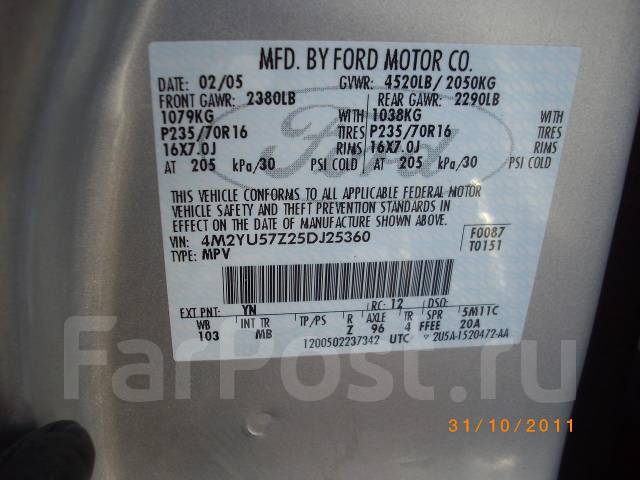 MFD. BY FORD MOTOR CO.
DATE: 02/05 GVWR: 4520LB/ 2050KG
FRONT GAWR: 2380LB REAR GAWR: 2290LB
1079KG WITH 1038KG WITH
P235/70R16 TIRES P235/70R16 TIRES
16X7.0J RIMS 16X7.0J RIMS
AT 205 kPa/30 PSI COLD AT 205 kPa/30 PSI COLD
Ford
THIS VEHICLE CONFORMS TO ALL APPLICABLE FEDERAL MOTOR
VEHICLE SAFETY AND THEFT PREVENTION STANDARDS IN
EFFECT ON THE DATE OF MANUFACTURE SHOWN ABOVE.
VIN: 4M2YU57Z25DJ25360 F0087
TYPE: MPV T0151
EXT PNT: YN RC: 12 DSO:
WB INT TR TP/PS R AXLE TR SPR 5M11C
103 MB Z 96 4 FFEE 20A
1200502237342 UTC 2U5A-1520472-AA
FarPost.ru
31/10/2011